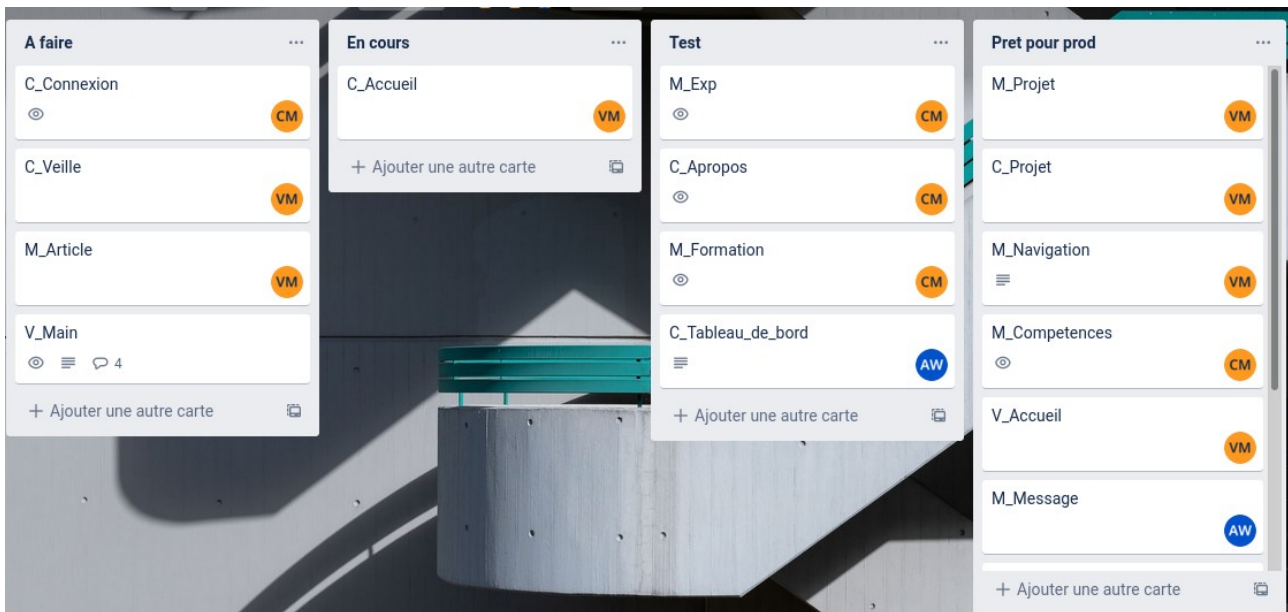 A faire
C_Connexion
CM
C_Veille
VM
M_Article
VM
V_Main
4
+ Ajouter une autre carte
En cours
C_Accueil
VM
+ Ajouter une autre carte
Test
M_Exp
CM
C_Apropos
CM
M_Formation
CM
C_Tableau_de_bord
AW
+ Ajouter une autre carte
Pret pour prod
M_Projet
VM
C_Projet
VM
M_Navigation
VM
M_Competences
CM
V_Accueil
VM
M_Message
AW
+ Ajouter une autre carte